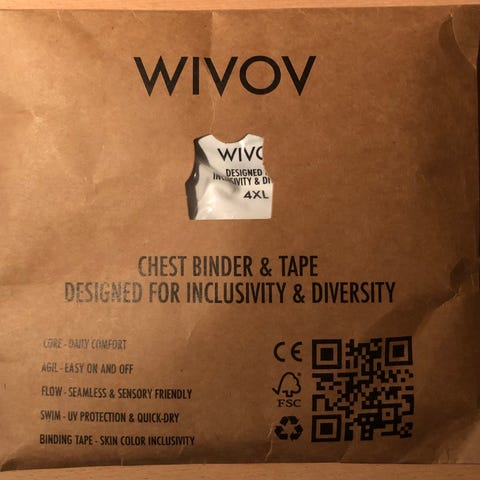 WIVOV
WIVO
DESIGNED
INCLUSIVITY & DI
4XL
CHEST BINDER & TAPE
DESIGNED FOR INCLUSIVITY & DIVERSITY
CORE - DAILY COMFORT
AGIL - EASY ON AND OFF
FLOW - SEAMLESS & SENSORY FRIENDLY
SWIM - UV PROTECTION & QUICK-DRY
BINDING TAPE - SKIN COLOR INCLUSIVITY
CE
FSC